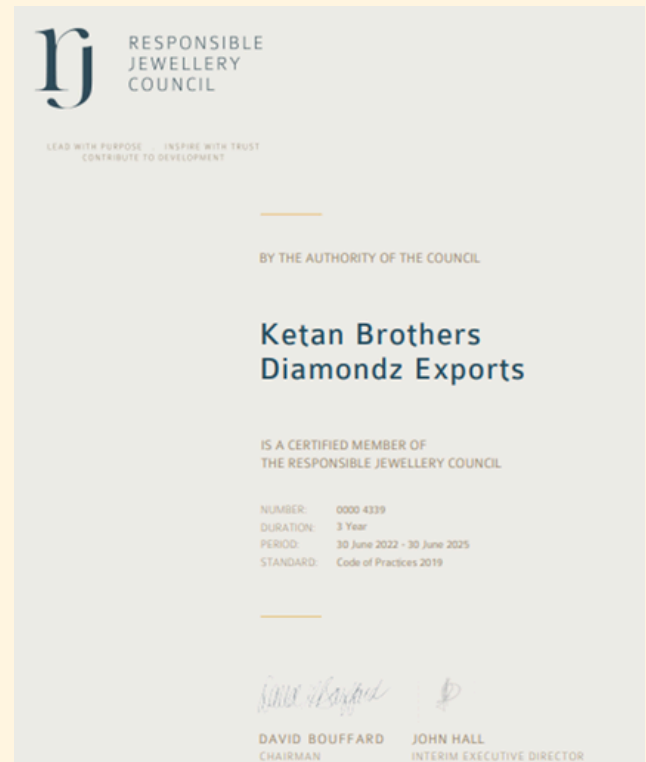 rj
RESPONSIBLE
JEWELLERY
COUNCIL
LEAD WITH PURPOSE . INSPIRE WITH TRUST
CONTRIBUTE TO DEVELOPMENT
BY THE AUTHORITY OF THE COUNCIL
Ketan Brothers
Diamondz Exports
IS A CERTIFIED MEMBER OF
THE RESPONSIBLE JEWELLERY COUNCIL
NUMBER: 0000 4339
DURATION: 3 Year
PERIOD: 30 June 2022 - 30 June 2025
STANDARD: Code of Practices 2019
DAVID BOUFFARD JOHN HALL
CHAIRMAN INTERIM EXECUTIVE DIRECTOR